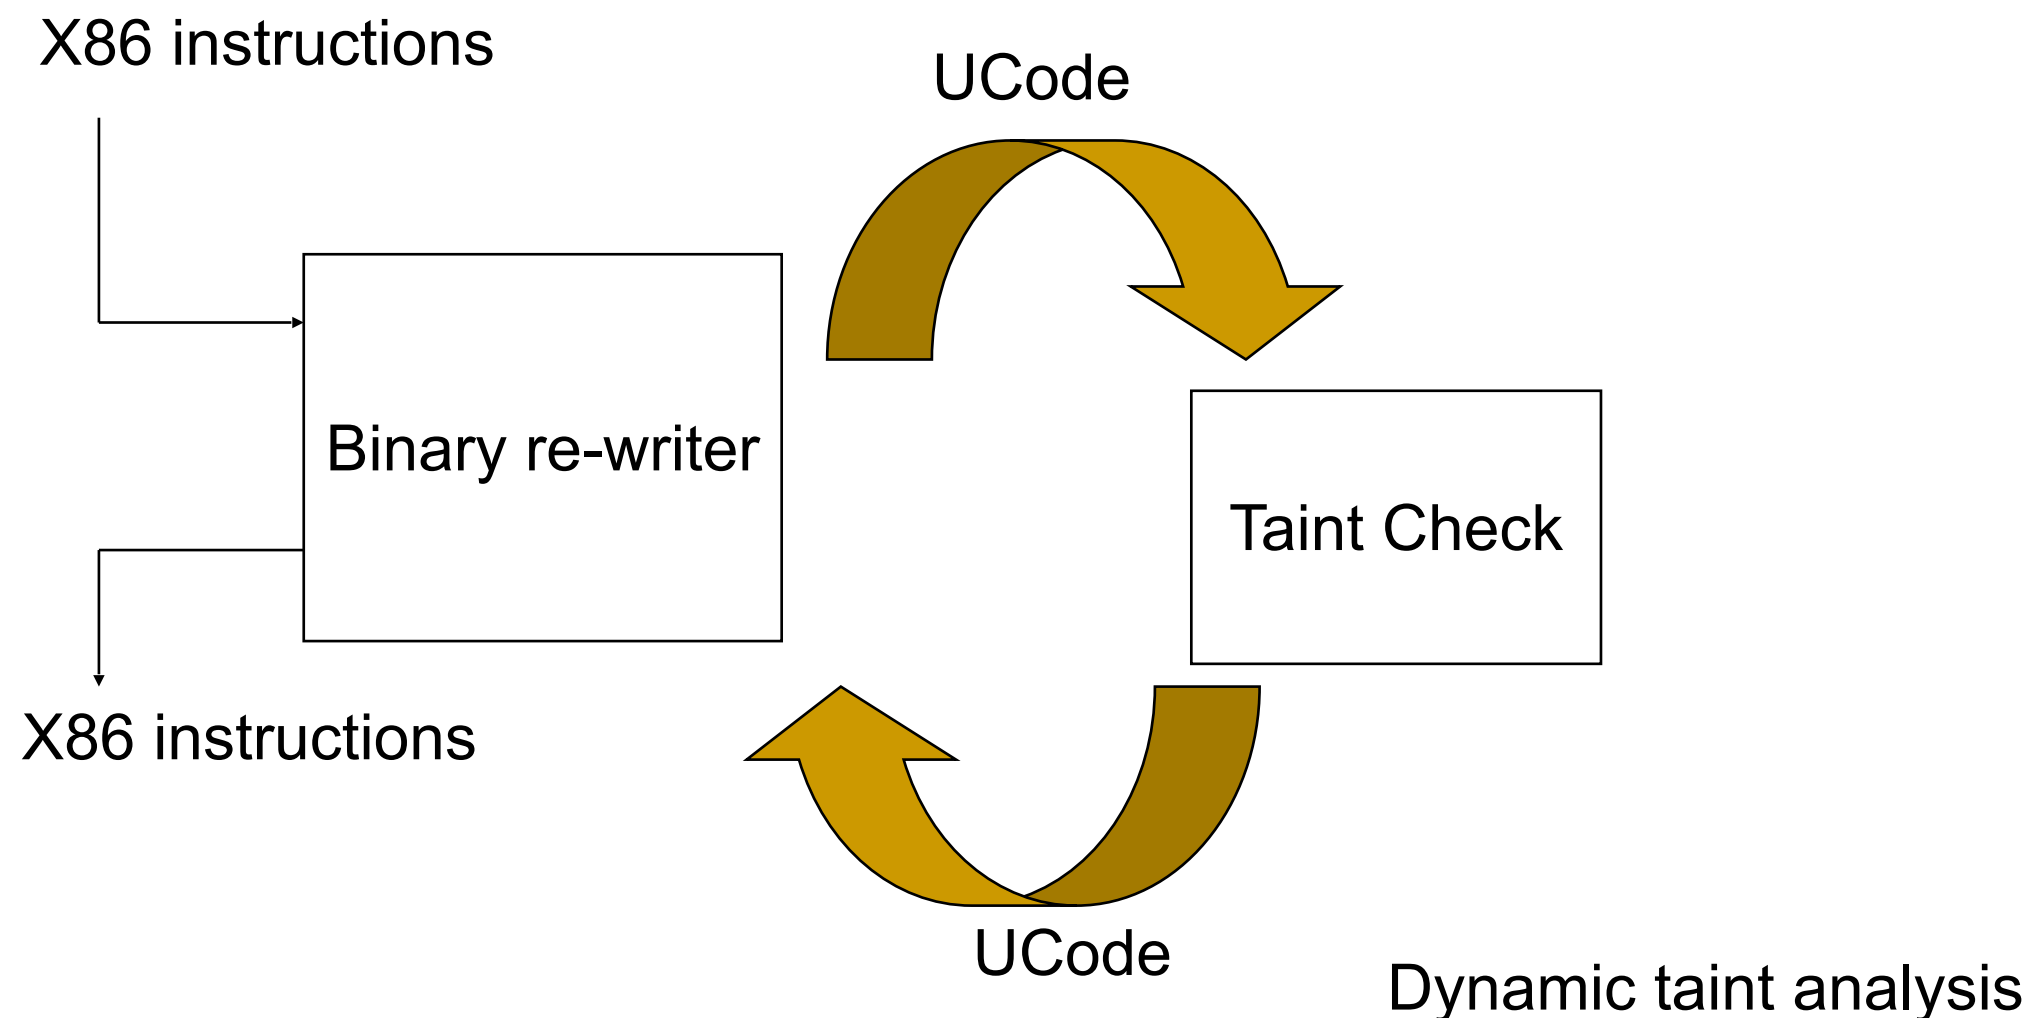 X86 instructions
UCode
Binary re-writer
Taint Check
X86 instructions
UCode
Dynamic taint analysis